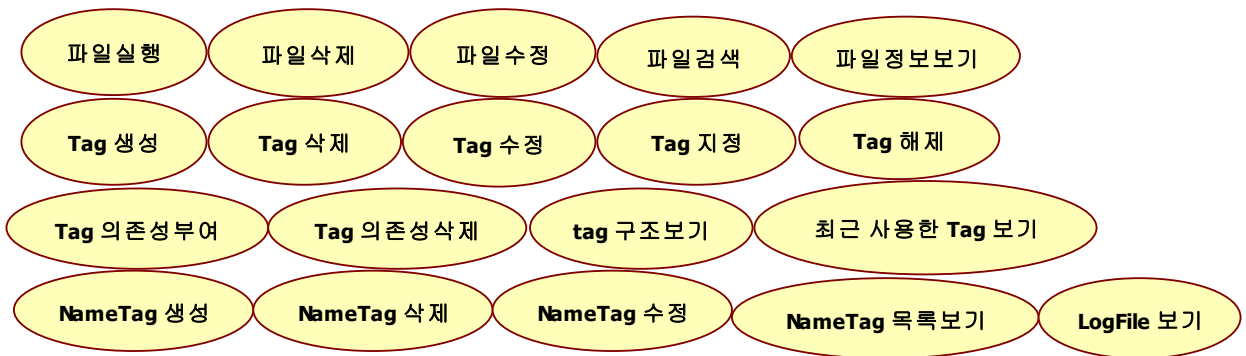 파일실행
파일삭제
파일수정
파일검색
파일정보보기
Tag 생성
Tag 삭제
Tag 수정
Tag 지정
Tag 해제
Tag 의존성부여
Tag 의존성삭제
tag 구조보기
최근 사용한 Tag 보기
NameTag 생성
NameTag 삭제
NameTag 수정
NameTag 목록보기
LogFile 보기